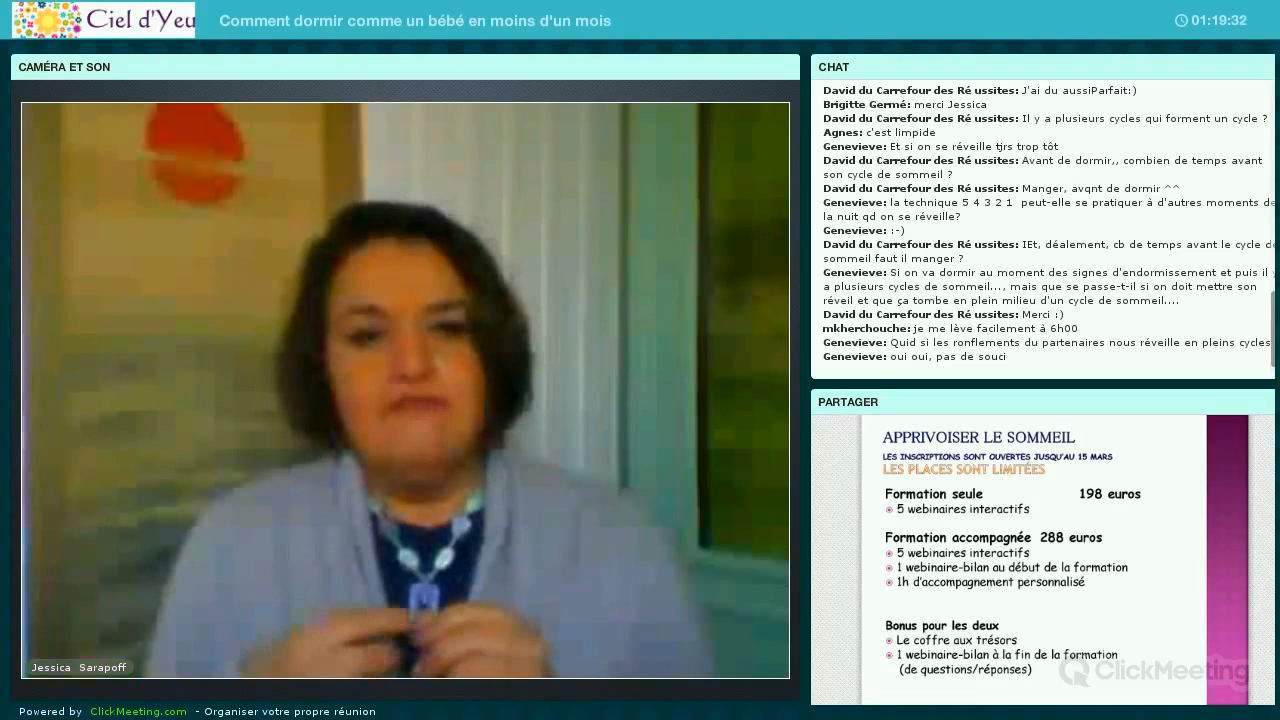 Ciel d'Yeu
Comment dormir comme un bébé en moins d'un mois
01:19:32
CAMÉRA ET SON
Jessica Sarapoff
CHAT
David du Carrefour des Ré ussites: J'ai du aussiParfait:)
Brigitte Germé: merci Jessica
David du Carrefour des Ré ussites: Il y a plusieurs cycles qui forment un cycle ?
Agnes: c'est limpide
Genevieve: Et si on se réveille tjrs trop tôt
David du Carrefour des Ré ussites: Avant de dormir,, combien de temps avant
son cycle de sommeil ?
David du Carrefour des Ré ussites: Manger, avqnt de dormir ^^
Genevieve: la technique 5 4 3 2 1 peut-elle se pratiquer à d'autres moments de
la nuit qd on se réveille?
Genevieve: :-)
David du Carrefour des Ré ussites: IEt, déalement, cb de temps avant le cycle de
sommeil faut il manger ?
Genevieve: Si on va dormir au moment des signes d'endormissement et puis il y
a plusieurs cycles de sommeil..., mais que se passe-t-il si on doit mettre son
réveil et que ça tombe en plein milieu d'un cycle de sommeil....
David du Carrefour des Ré ussites: Merci :)
mkherchouche: je me lève facilement à 6h00
Genevieve: Quid si les ronflements du partenaires nous réveille en pleins cycles
Genevieve: oui oui, pas de souci
PARTAGER
APPRIVOISER LE SOMMEIL
LES INSCRIPTIONS SONT OUVERTES JUSQU'AU 15 MARS
LES PLACES SONT LIMITÉES
Formation seule 198 euros
5 webinaires interactifs
Formation accompagnée 288 euros
5 webinaires interactifs
1 webinaire-bilan au début de la formation
1h d'accompagnement personnalisé
Bonus pour les deux
Le coffre aux trésors
1 webinaire-bilan à la fin de la formation
(de questions/réponses)
ClickMeeting
Powered by ClickMeeting.com - Organiser votre propre réunion